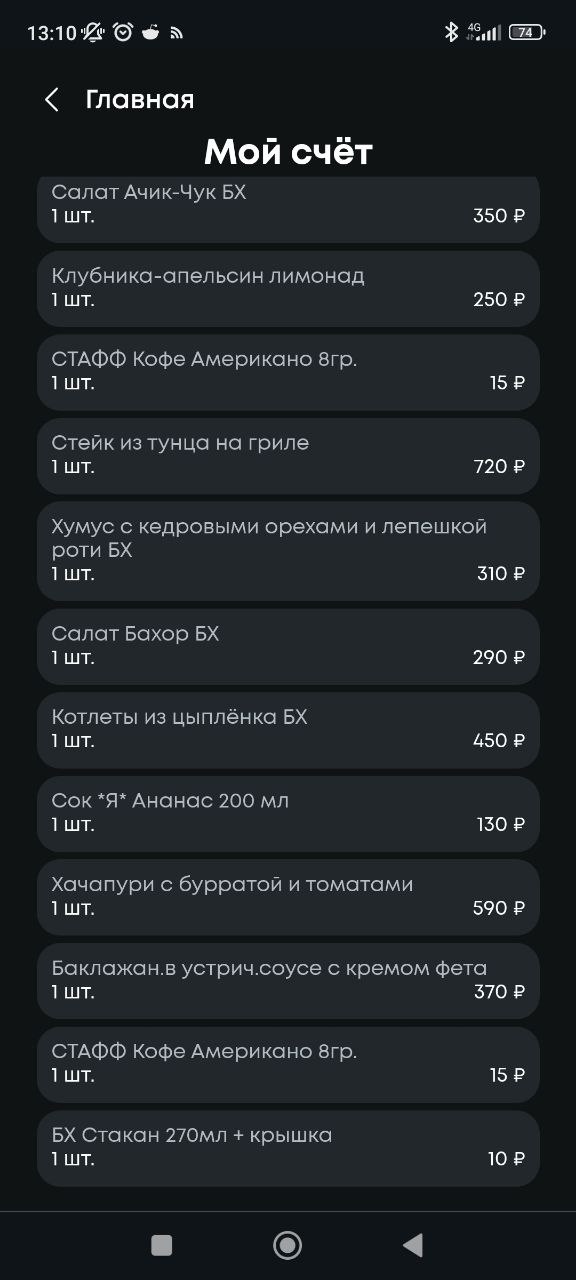 13:10
4G
74
Главная
Мой счёт
Салат Ачик-Чук БХ
1 шт.
350 ₽
Клубника-апельсин лимонад
1 шт.
250 ₽
СТАФФ Кофе Американо 8гр.
1 шт.
15 ₽
Стейк из тунца на гриле
1 шт.
720 ₽
Хумус с кедровыми орехами и лепешкой
роти БХ
1 шт.
310 ₽
Салат Бахор БХ
1 шт.
290 ₽
Котлеты из цыплёнка БХ
1 шт.
450 ₽
Сок *Я* Ананас 200 мл
1 шт.
130 ₽
Хачапури с бурратой и томатами
1 шт.
590 ₽
Баклажан.в устрич.соусе с кремом фета
1 шт.
370 ₽
СТАФФ Кофе Американо 8гр.
1 шт.
15 ₽
БХ Стакан 270мл + крышка
1 шт.
10 ₽